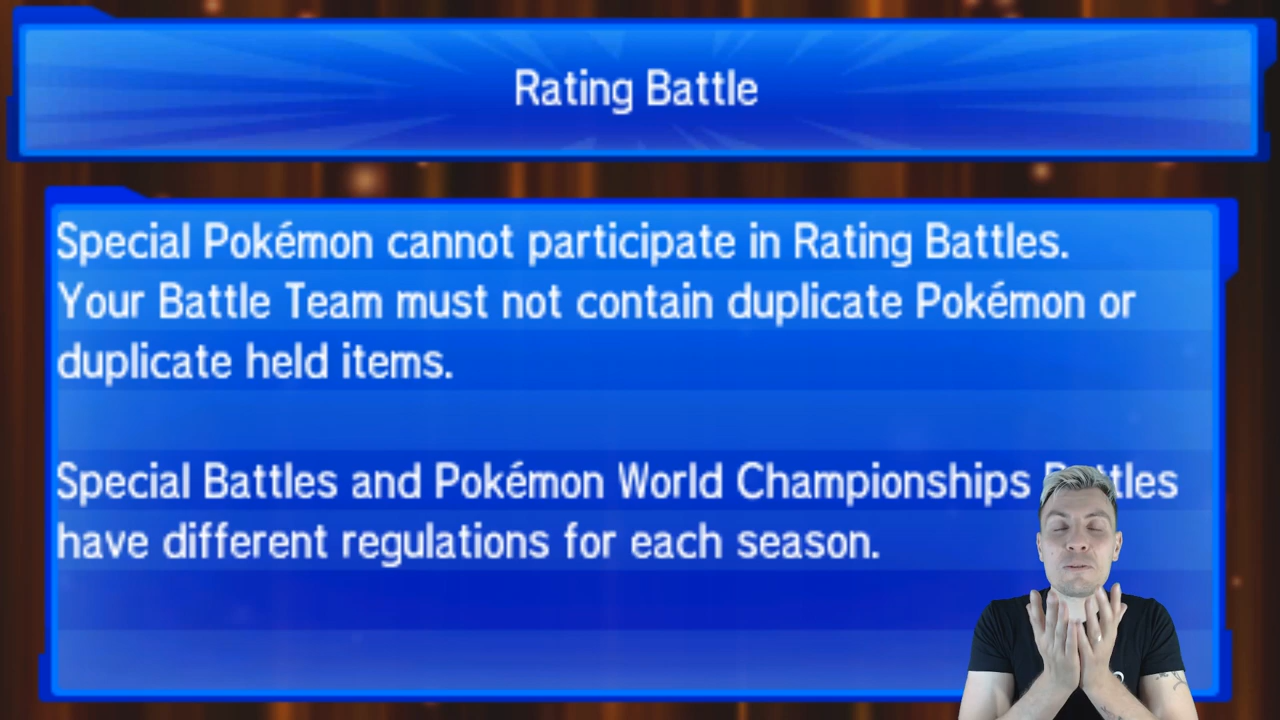 Rating Battle
Special Pokémon cannot participate in Rating Battles.
Your Battle Team must not contain duplicate Pokémon or
duplicate held items.
Special Battles and Pokémon World Championships Battles
have different regulations for each season.